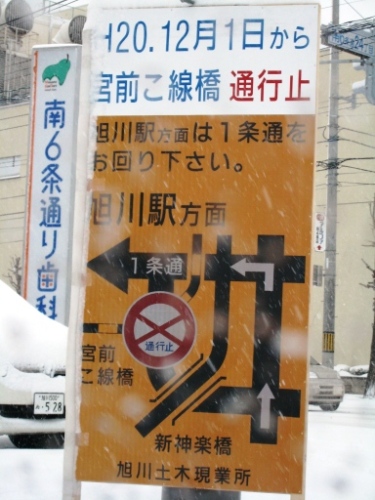 H20.12月1日から
宮前こ線橋 通行止
旭川駅方面は1条通を
お回り下さい。
旭川駅方面
1条通
通行止
宮前
こ線橋
新神楽橋
旭川土木現業所
南6条通り歯科
528